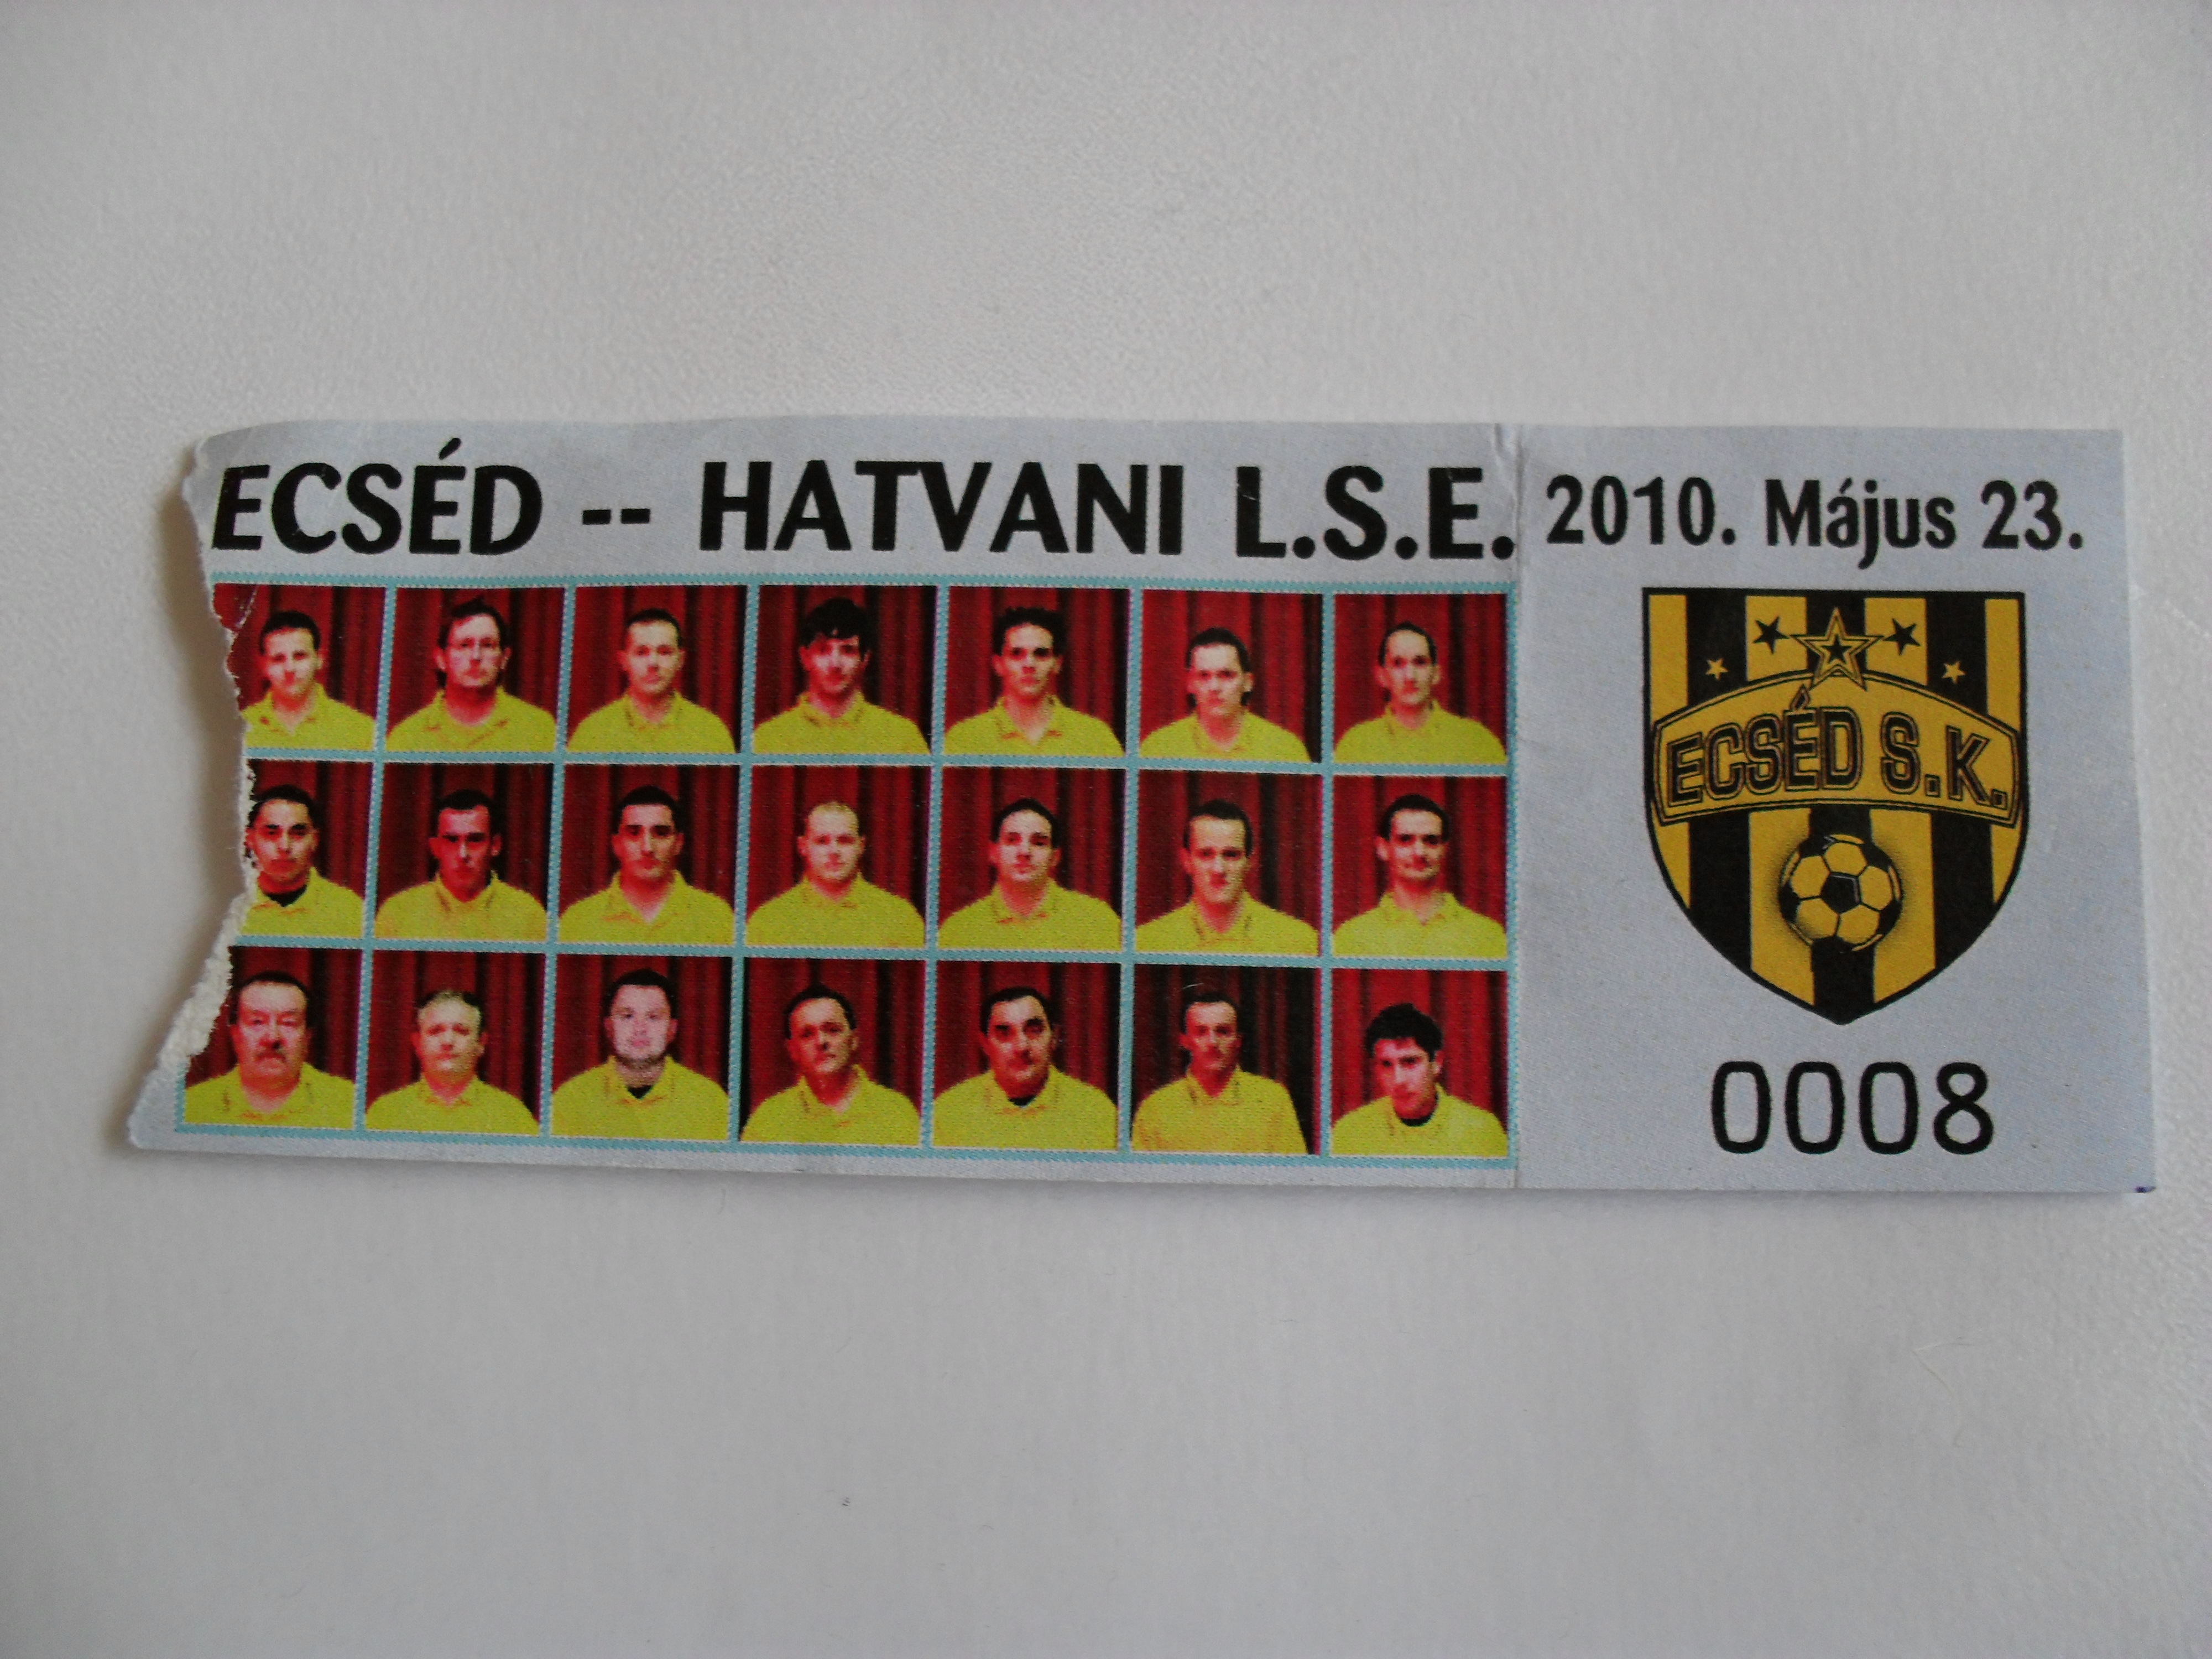 ECSÉD -- HATVANI L.S.E.
2010. Május 23.
ECSÉD S.K.
0008